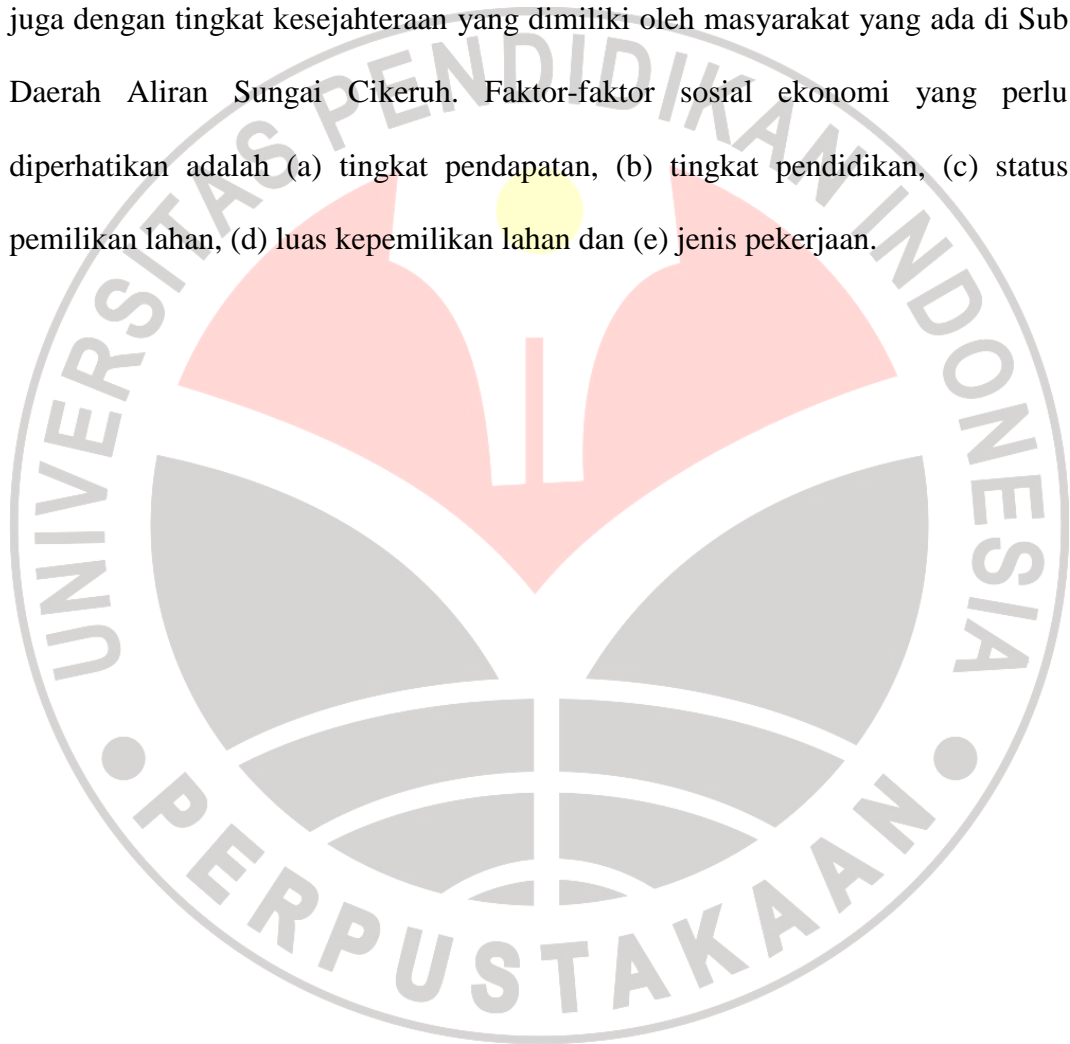 juga dengan tingkat kesejahteraan yang dimiliki oleh masyarakat yang ada di Sub
Daerah Aliran Sungai Cikeruh. Faktor-faktor sosial ekonomi yang perlu
diperhatikan adalah (a) tingkat pendapatan, (b) tingkat pendidikan, (c) status
pemilikan lahan, (d) luas kepemilikan lahan dan (e) jenis pekerjaan.
UNIVERSITAS PENDIDIKAN INDONESIA
PERPUSTAKAAN